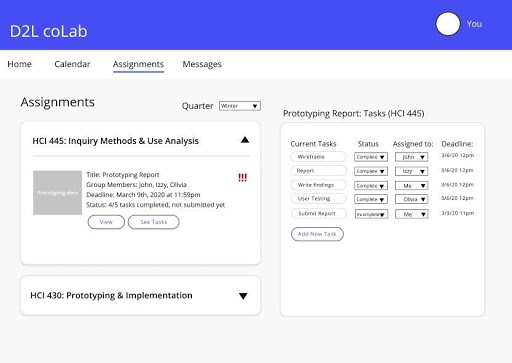 D2L coLab
You
Home Calendar Assignments Messages
Assignments
Quarter Winter
HCI 445: Inquiry Methods & Use Analysis
Prototyping.docx
Title: Prototyping Report
Group Members: John, Izzy, Olivia
Deadline: March 9th, 2020 at 11:59pm
Status: 4/5 tasks completed, not submitted yet
!!!
View See Tasks
HCI 430: Prototyping & Implementation
Prototyping Report: Tasks (HCI 445)
Current Tasks Status Assigned to: Deadline:
Wireframe Complete John 3/6/20 12pm
Report Complete Izzy 3/6/20 12pm
Write findings Complete Me 3/6/20 12pm
User Testing Complete Olivia 3/6/20 12pm
Submit Report Incomplete Me 3/9/20 11pm
Add New Task